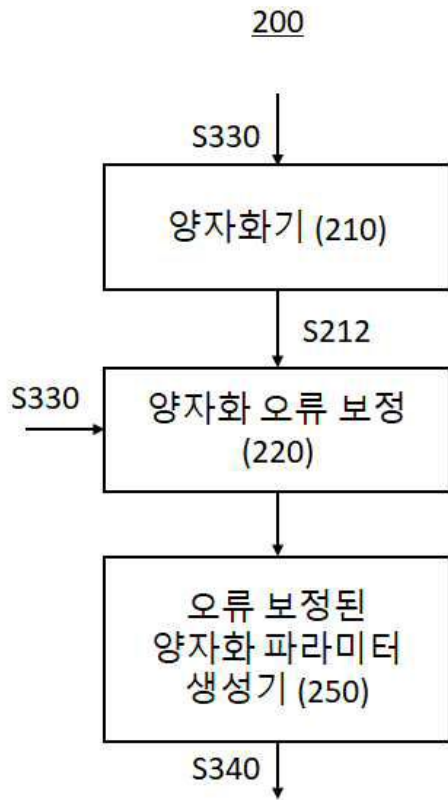 200
S330
양자화기 (210)
S212
S330
양자화 오류 보정
(220)
오류 보정된
양자화 파라미터
생성기 (250)
S340